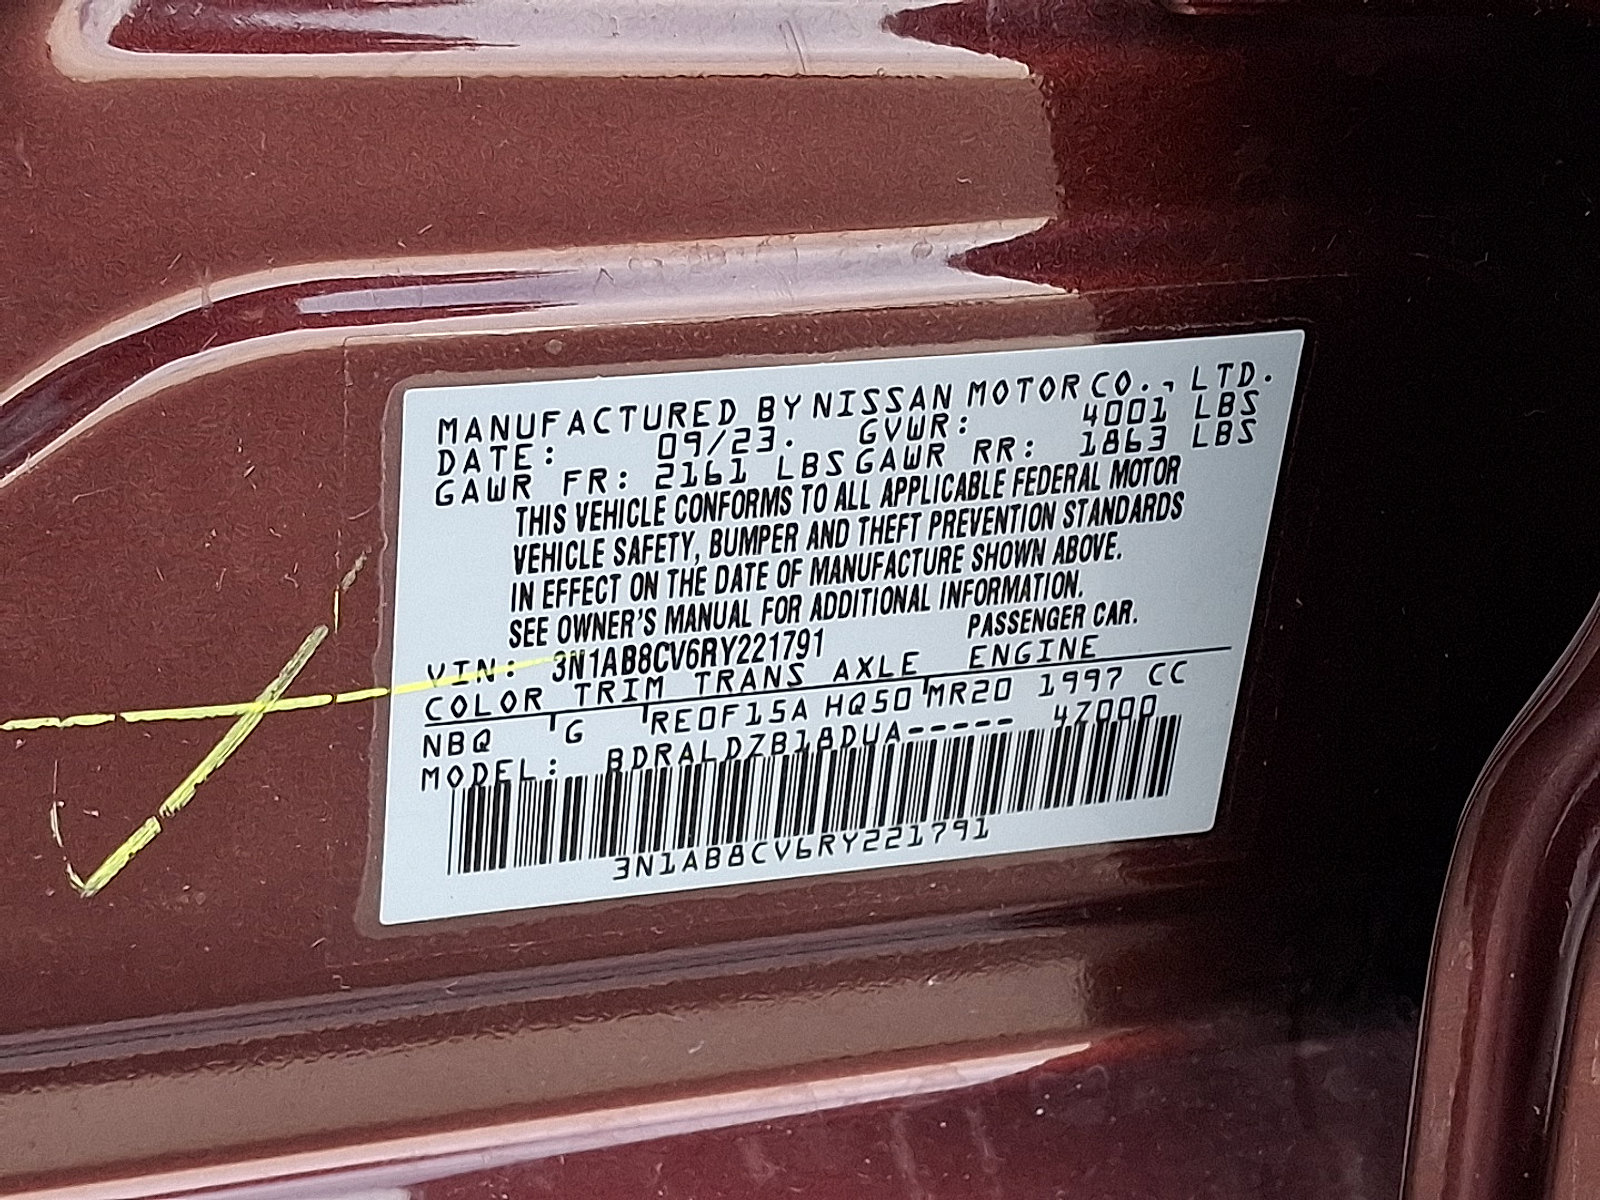 MANUFACTURED BY NISSAN MOTOR CO., LTD.
DATE: 09/23. GVWR: 4001 LBS
GAWR FR: 2161 LBS GAWR RR: 1863 LBS
THIS VEHICLE CONFORMS TO ALL APPLICABLE FEDERAL MOTOR
VEHICLE SAFETY, BUMPER AND THEFT PREVENTION STANDARDS
IN EFFECT ON THE DATE OF MANUFACTURE SHOWN ABOVE.
SEE OWNER'S MANUAL FOR ADDITIONAL INFORMATION.
VIN: 3N1AB8CV6RY221791 PASSENGER CAR.
COLOR TRIM TRANS AXLE ENGINE
NBQ G RE0F15A HQ50 MR20 1997 CC
MODEL: BDRALDZB18DUA----- 4Z000
3N1AB8CV6RY221791